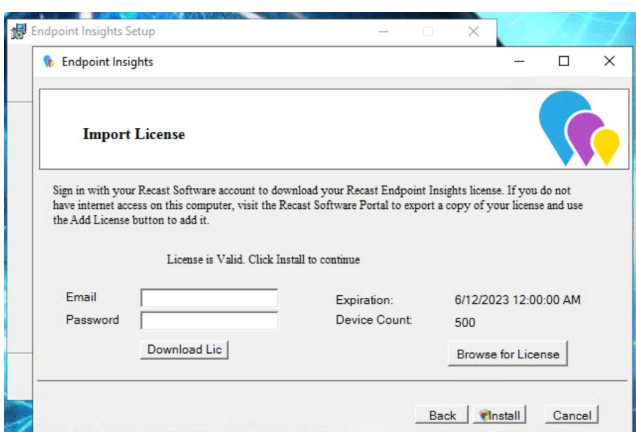 Endpoint Insights Setup
Endpoint Insights
Import License
Sign in with your Recast Software account to download your Recast Endpoint Insights license. If you do not
have internet access on this computer, visit the Recast Software Portal to export a copy of your license and use
the Add License button to add it.
License is Valid. Click Install to continue
Email
Expiration: 6/12/2023 12:00:00 AM
Password
Device Count: 500
Download Lic
Browse for License
Back Install Cancel